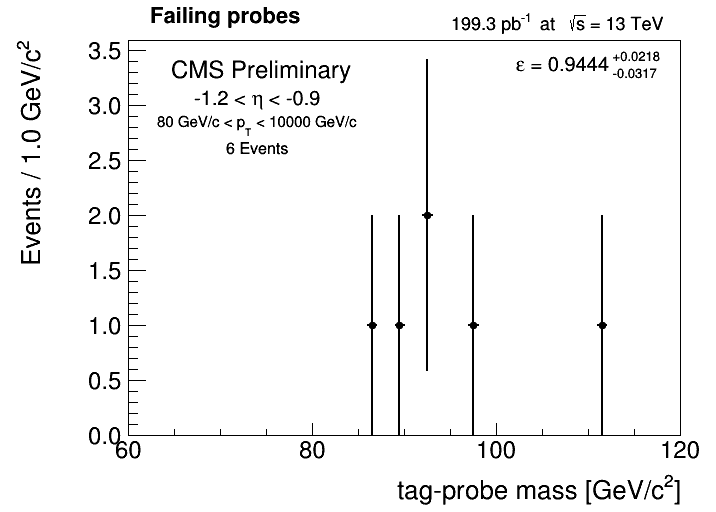 Failing probes
199.3 pb⁻¹ at √s = 13 TeV
CMS Preliminary
-1.2 < η < -0.9
80 GeV/c < p_T < 10000 GeV/c
6 Events
ε = 0.9444 +0.0218 -0.0317
Events / 1.0 GeV/c²
3.5
3.0
2.5
2.0
1.5
1.0
0.5
0.0
60 80 100 120
tag-probe mass [GeV/c²]